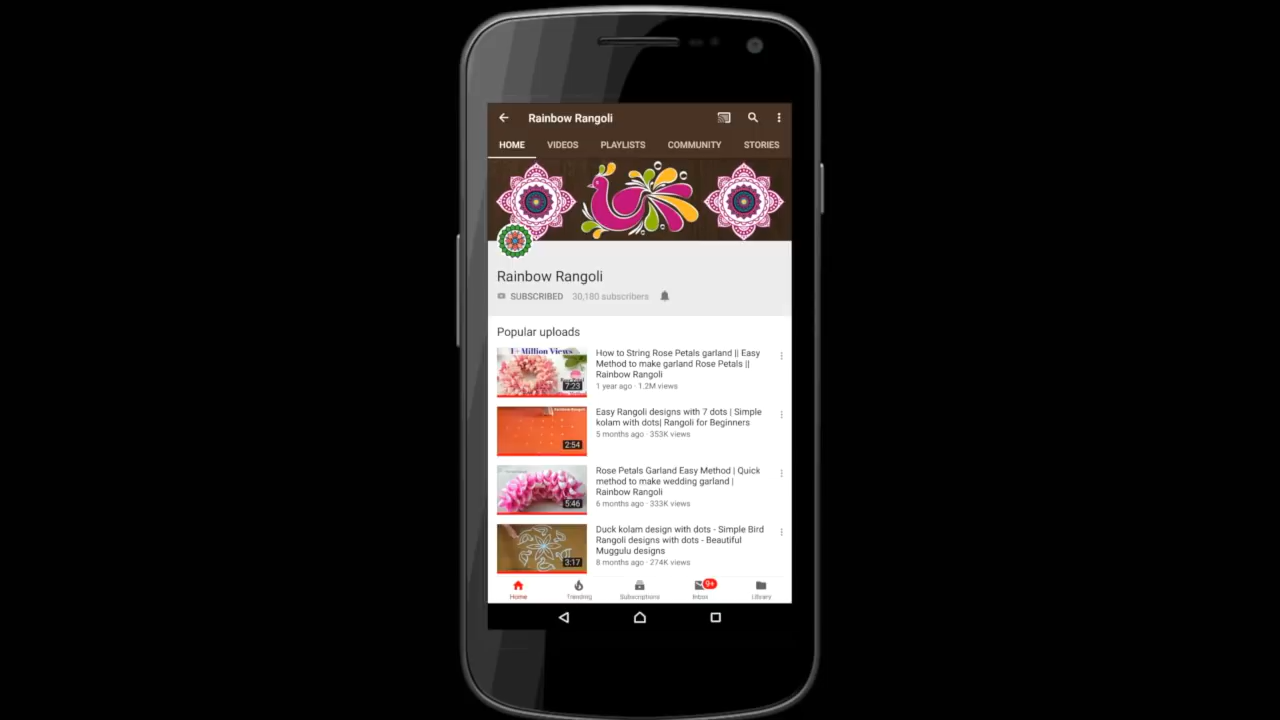 Rainbow Rangoli
HOME VIDEOS PLAYLISTS COMMUNITY STORIES
Rainbow Rangoli
SUBSCRIBED 30,180 subscribers
Popular uploads
1+ Million Views
7:23
How to String Rose Petals garland || Easy
Method to make garland Rose Petals ||
Rainbow Rangoli
1 year ago · 1.2M views
Rainbow Rangoli
2:54
Easy Rangoli designs with 7 dots | Simple
kolam with dots| Rangoli for Beginners
5 months ago · 353K views
5:46
Rose Petals Garland Easy Method | Quick
method to make wedding garland |
Rainbow Rangoli
6 months ago · 333K views
3:17
Duck kolam design with dots - Simple Bird
Rangoli designs with dots - Beautiful
Muggulu designs
8 months ago · 274K views
9+
Home Trending Subscriptions Inbox Library